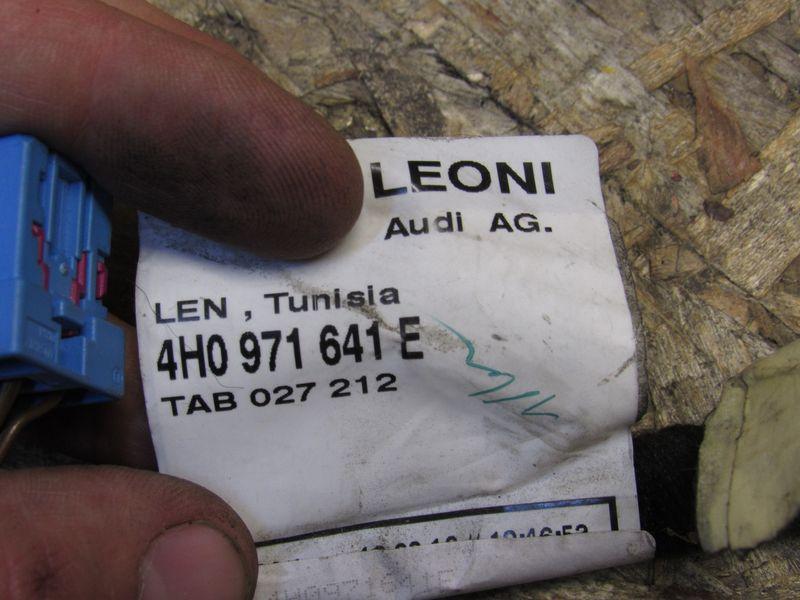 LEONI
Audi AG.
LEN , Tunisia
4H0 971 641 E
TAB 027 212